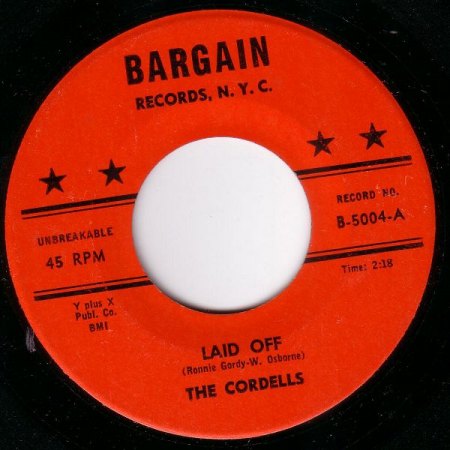 BARGAIN
RECORDS, N. Y. C.
RECORD NO.
B-5004-A
UNBREAKABLE
45 RPM
Time: 2:18
Y plus X
Publ. Co.
BMI
LAID OFF
(Ronnie Gordy-W. Osborne)
THE CORDELLS